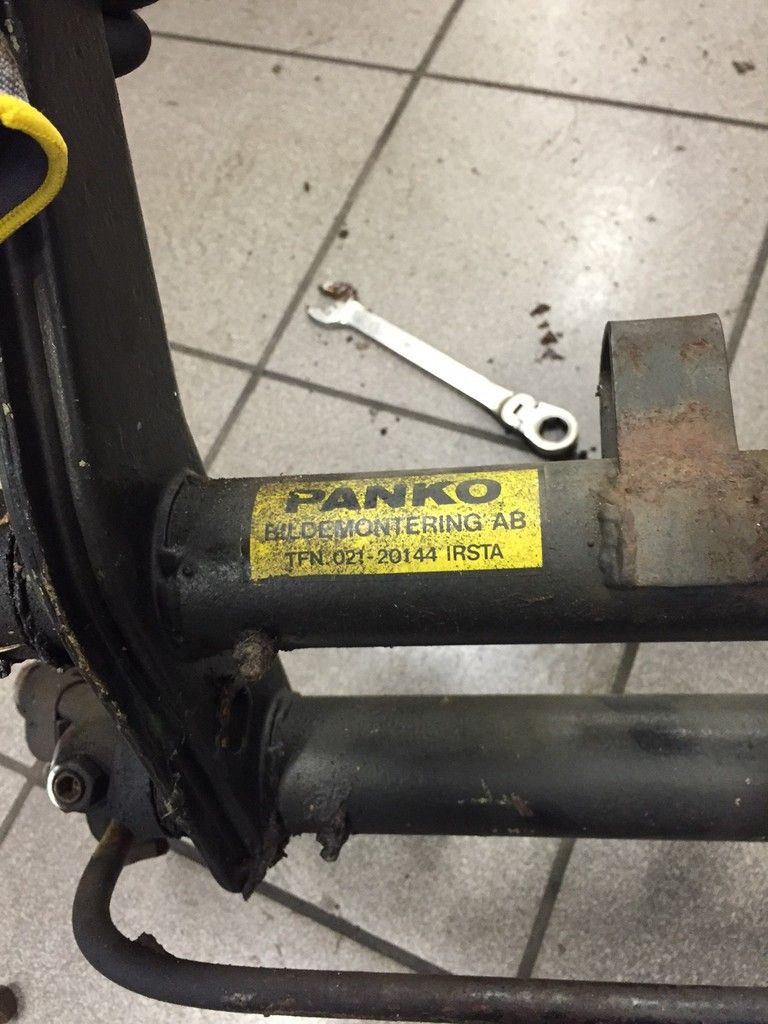 PANKO
BILDEMONTERING AB
TFN. 021-20144 IRSTA